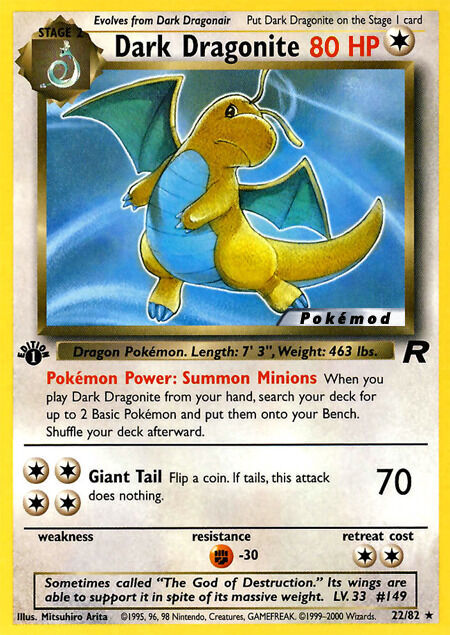 Evolves from Dark Dragonair Put Dark Dragonite on the Stage 1 card
STAGE 2
Dark Dragonite 80 HP
Pokémod
EDITION
1
Dragon Pokémon. Length: 7' 3", Weight: 463 lbs.
R
Pokémon Power: Summon Minions When you
play Dark Dragonite from your hand, search your deck for
up to 2 Basic Pokémon and put them onto your Bench.
Shuffle your deck afterward.
Giant Tail Flip a coin. If tails, this attack
does nothing.
70
weakness resistance retreat cost
-30
Sometimes called "The God of Destruction." Its wings are
able to support it in spite of its massive weight. LV. 33 #149
Illus. Mitsuhiro Arita ©1995, 96, 98 Nintendo, Creatures, GAMEFREAK. ©1999-2000 Wizards. 22/82 ★